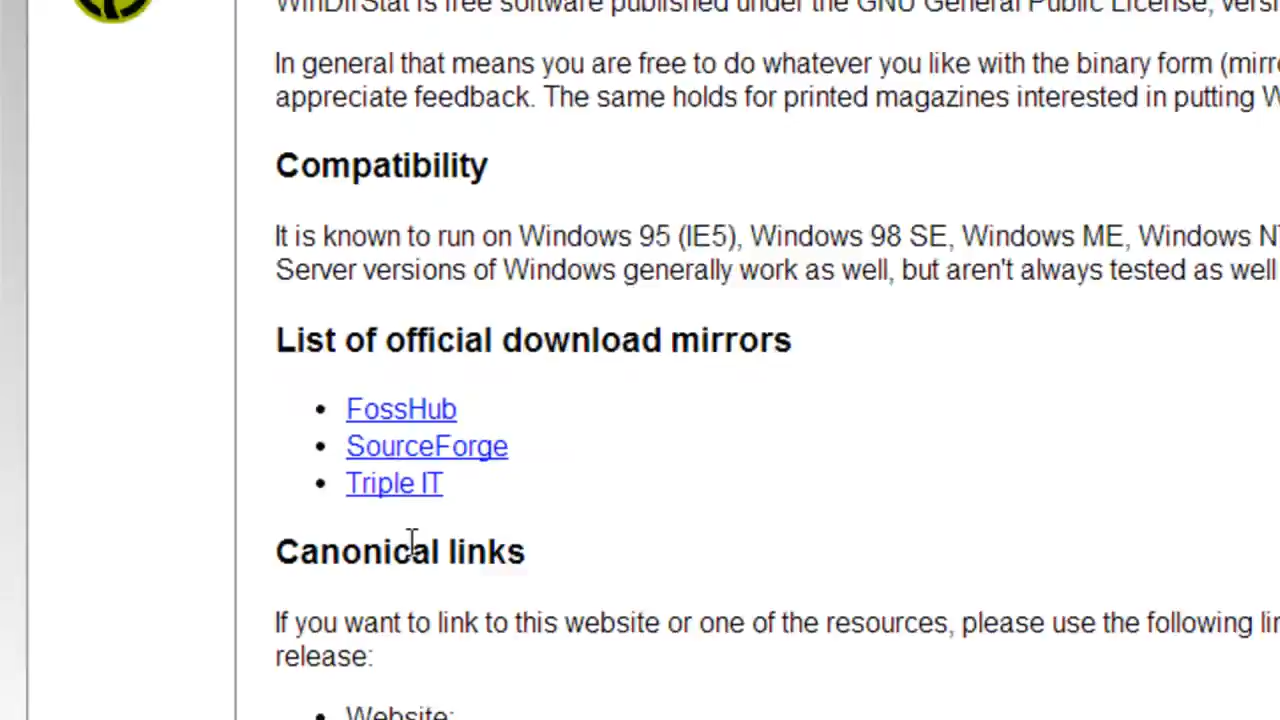 WinDirStat is free software published under the GNU General Public License,
In general that means you are free to do whatever you like with the binary form
appreciate feedback. The same holds for printed magazines interested in putting
Compatibility
It is known to run on Windows 95 (IE5), Windows 98 SE, Windows ME, Windows
Server versions of Windows generally work as well, but aren't always tested as well
List of official download mirrors
• FossHub
• SourceForge
• Triple IT
Canonical links
If you want to link to this website or one of the resources, please use the following
release:
• Website: